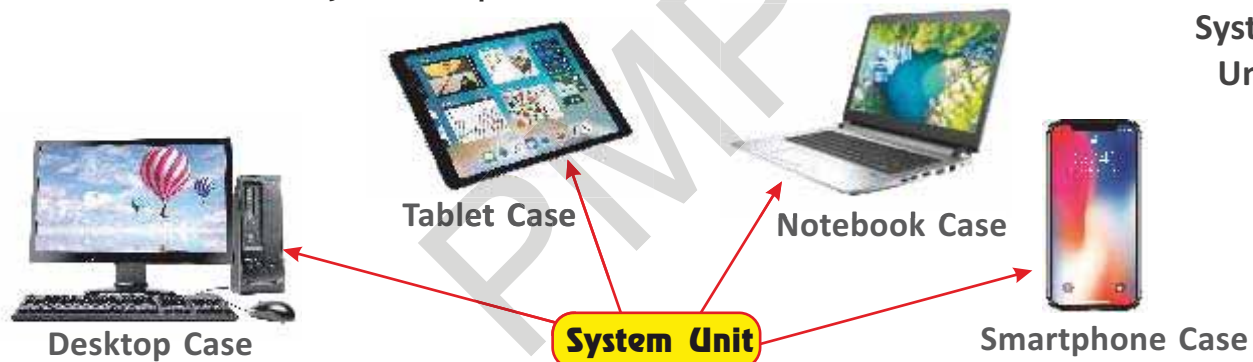 Tablet Case
Notebook Case
Desktop Case
System Unit
Smartphone Case